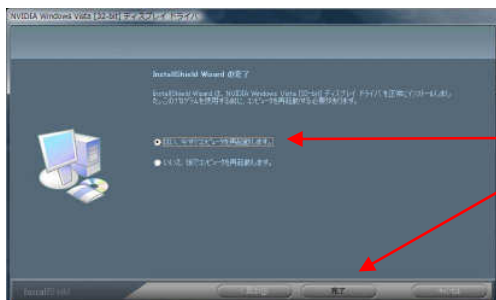 NVIDIA Windows Vista [32-bit] ディスプレイ ドライバ
InstallShield Wizard の完了
InstallShield Wizard は、NVIDIA Windows Vista [32-bit] ディスプレイ ドライバ を正常にインストールしまし
た。このプログラムを使用する前に、コンピュータを再起動する必要があります。
はい、今すぐコンピュータを再起動します。
いいえ、後でコンピュータを再起動します。
InstallShield
完了